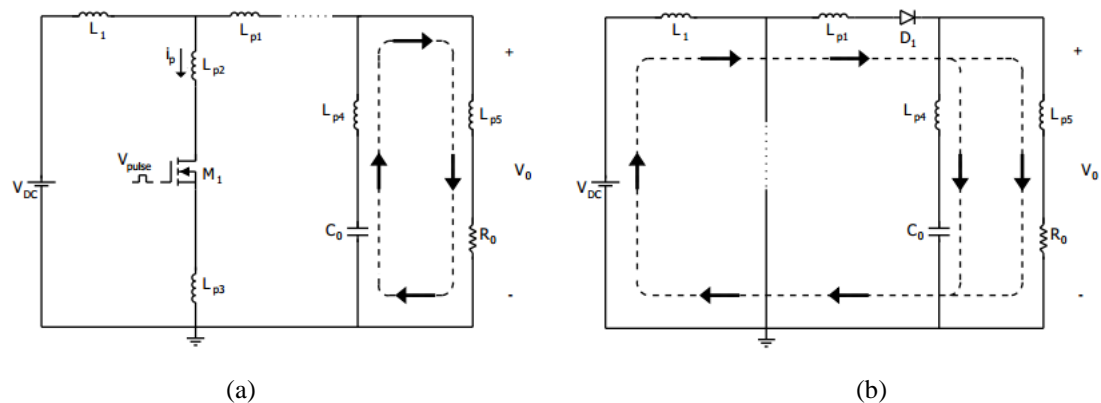 L1
Lp1
ip
Lp2
Lp4
Lp5
+
Vpulse
M1
VDC
V0
C0
R0
Lp3
-
(a)
L1
Lp1
D1
+
Lp4
Lp5
VDC
V0
C0
R0
-
(b)